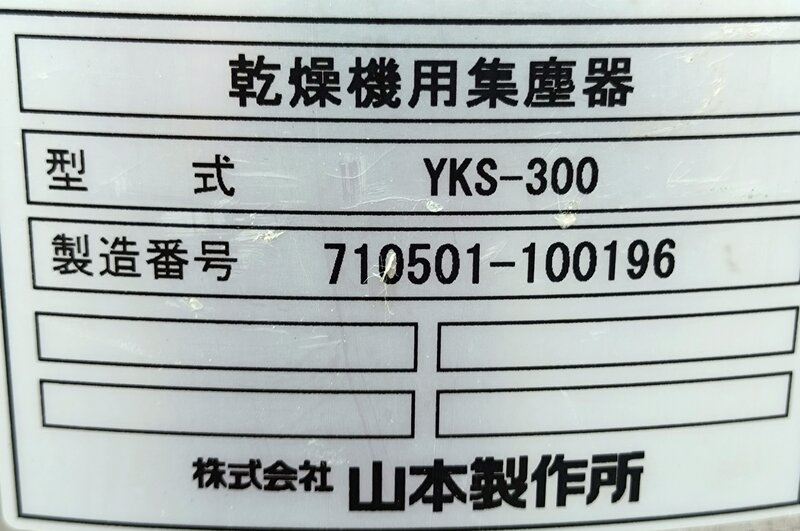 乾燥機用集塵器
型式 YKS-300
製造番号 710501-100196
株式会社 山本製作所